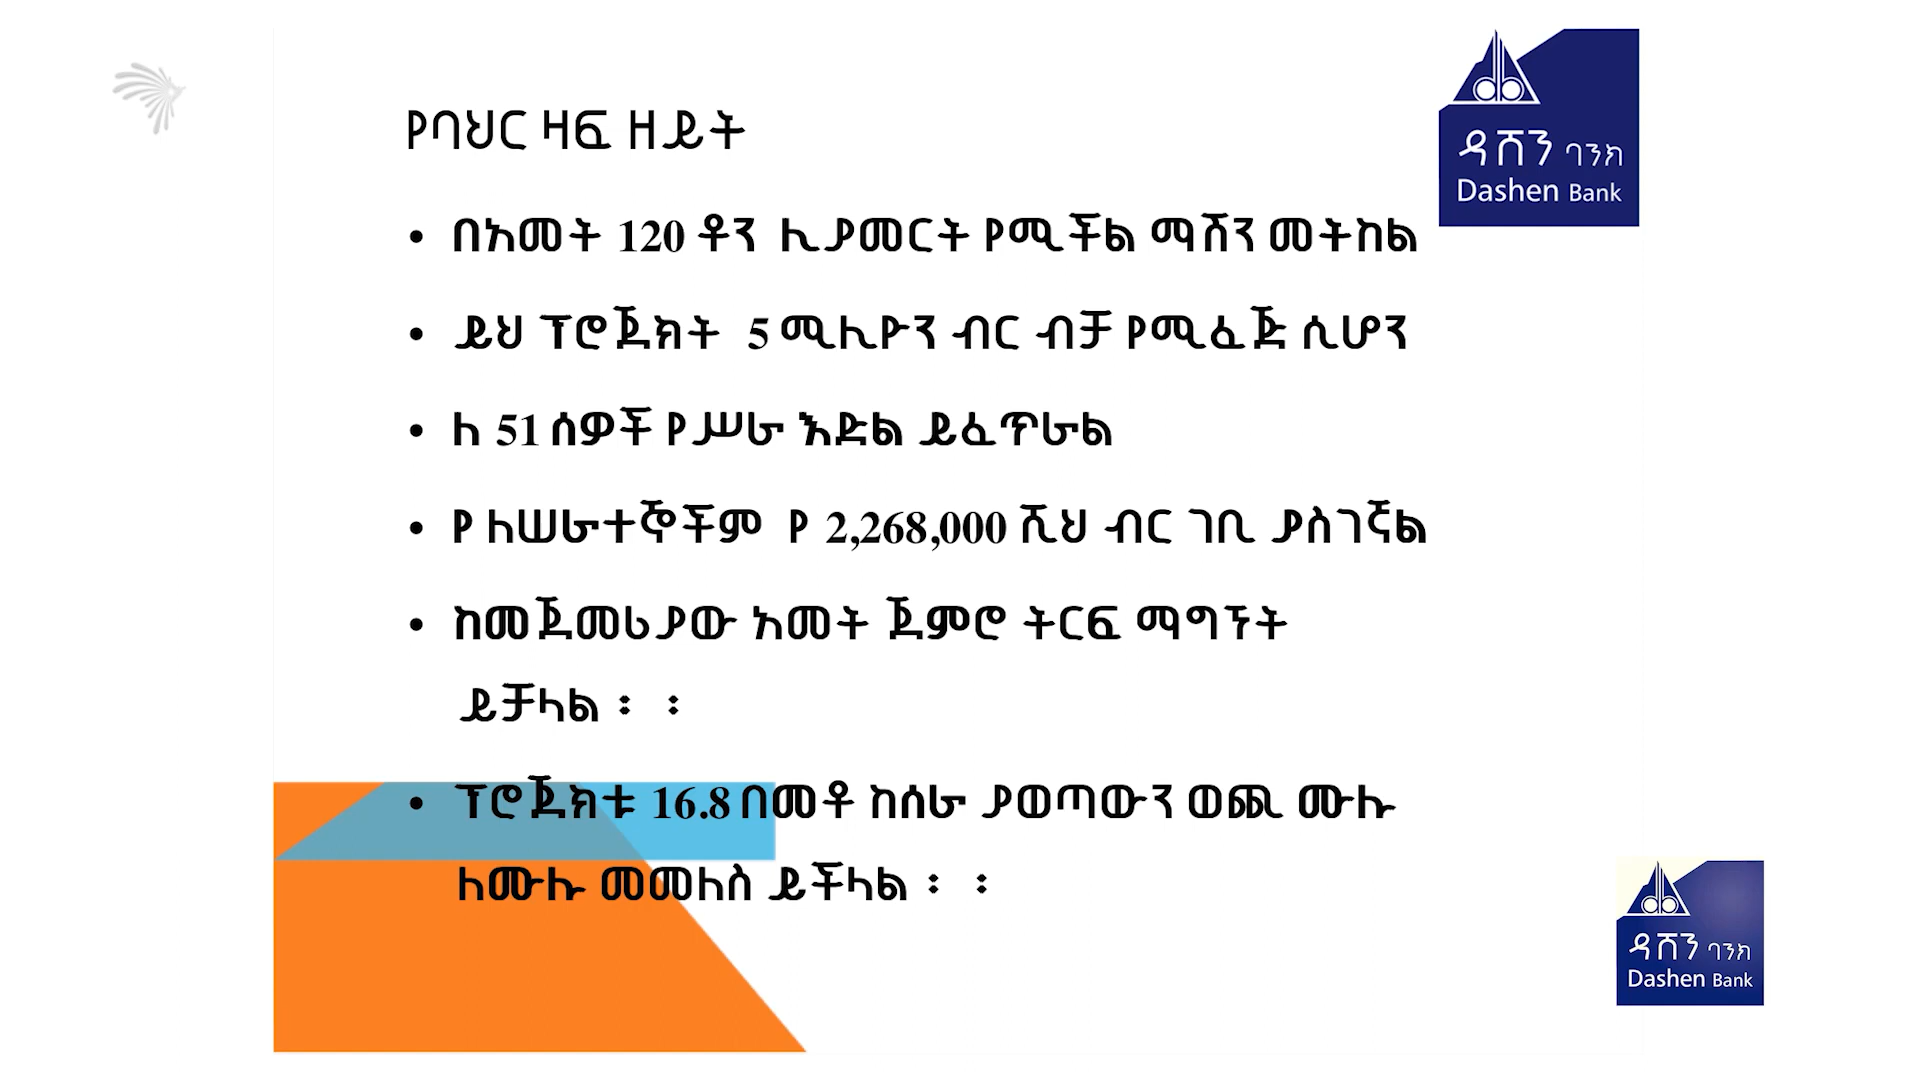 የባህር ዛፍ ዘይት
ዳሸን ባንክ
Dashen Bank
• በአመት 120 ቶን ሊያመርት የሚችል ማሽን መትከል
• ይህ ፕሮጀክት 5 ሚሊዮን ብር ብቻ የሚፈጅ ሲሆን
• ለ 51 ሰዎች የሥራ እድል ይፈጥራል
• የ ለሠራተኞችም የ 2,268,000 ሺህ ብር ገቢ ያስገኛል
• ከመጀመሪያው አመት ጀምሮ ትርፍ ማግኘት
ይቻላል ፡ ፡
• ፕሮጀክቱ 16.8 በመቶ ከሰራ ያወጣውን ወጪ ሙሉ
ለሙሉ መመለስ ይችላል ፡ ፡
ዳሸን ባንክ
Dashen Bank